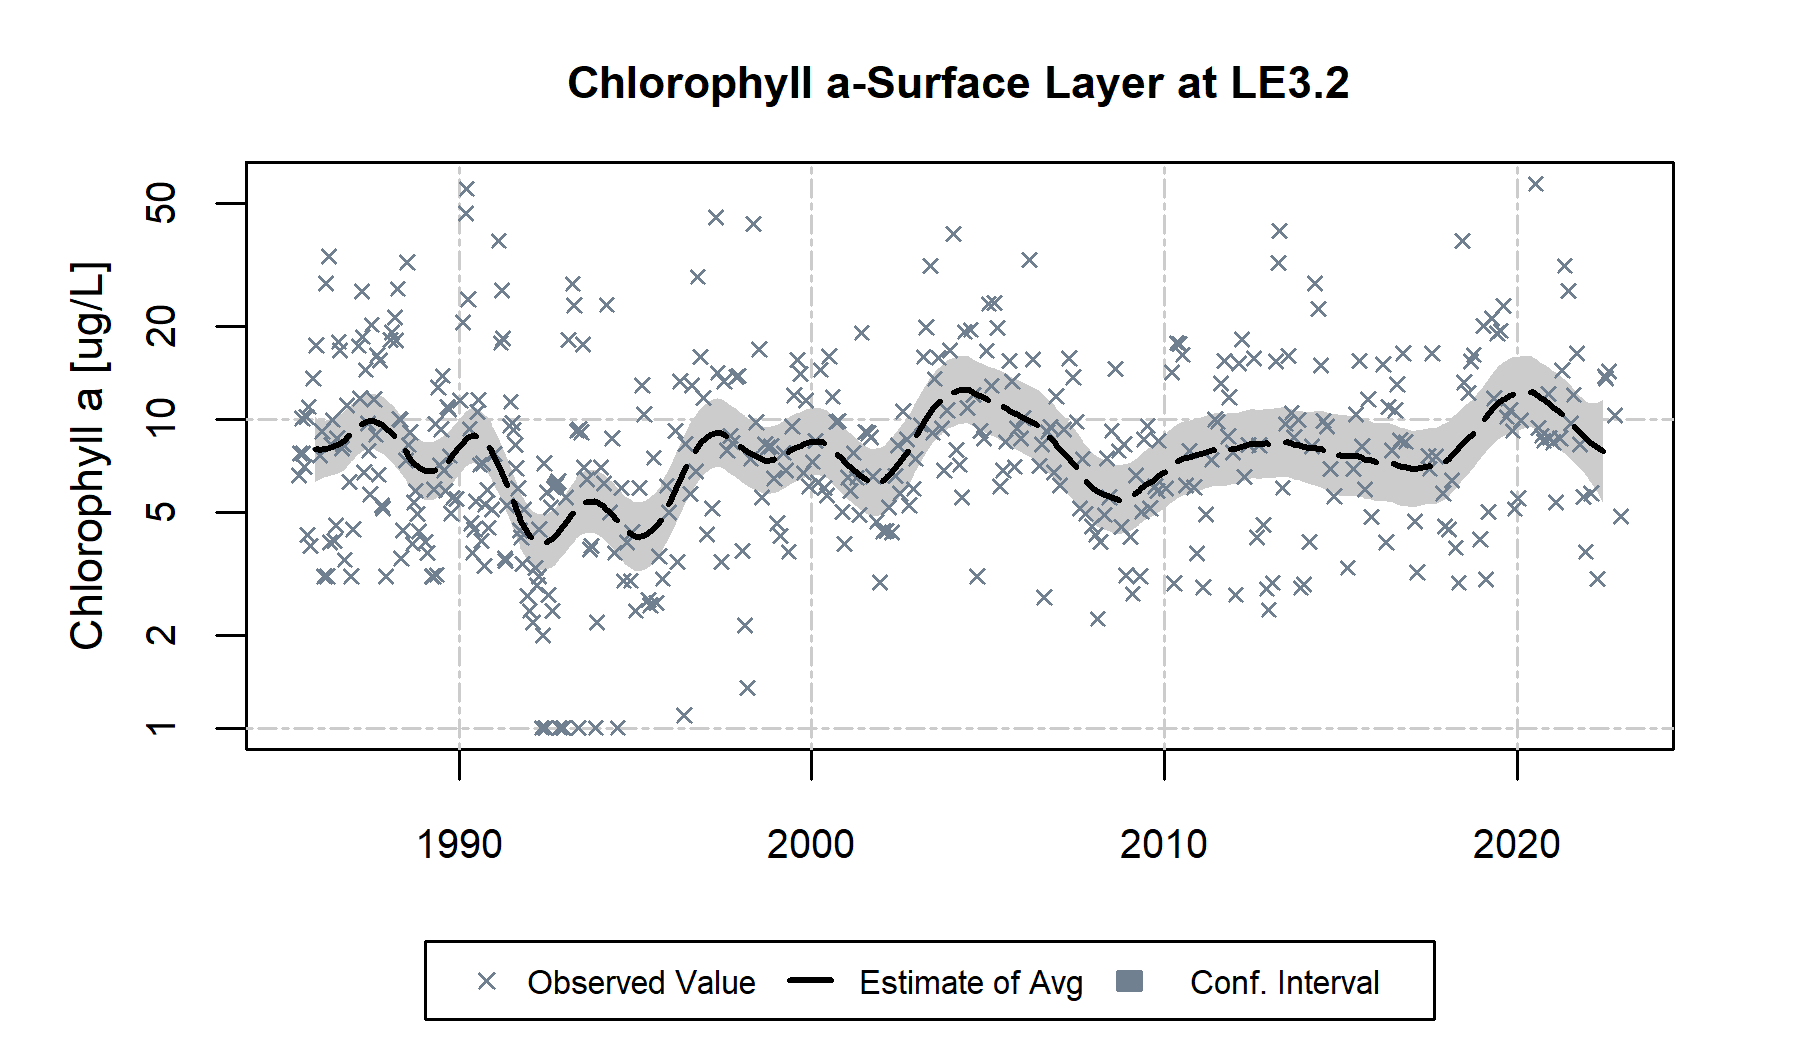 Chlorophyll a-Surface Layer at LE3.2
Chlorophyll a [ug/L]
50
20
10
5
2
1
1990 2000 2010 2020
Observed Value Estimate of Avg Conf. Interval